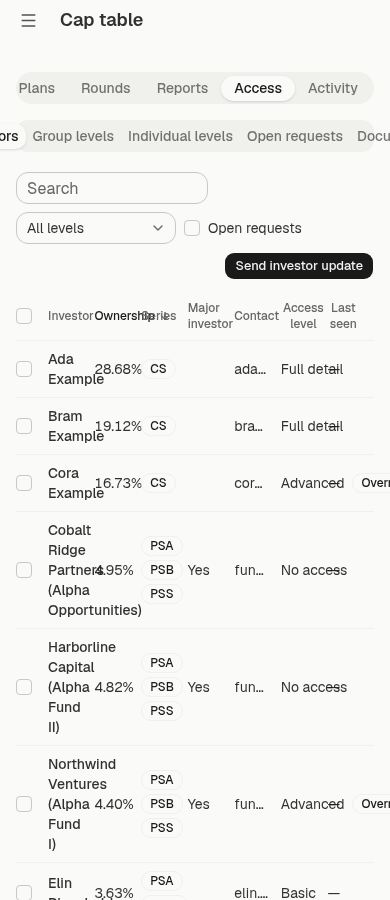 Cap table
Plans Rounds Reports Access Activity
ors Group levels Individual levels Open requests Docu
Search
All levels Open requests
Send investor update
Investor Ownership Series Major investor Contact Access level Last seen
Ada Example 28.68% CS ada... Full detail —
Bram Example 19.12% CS bra... Full detail —
Cora Example 16.73% CS cor... Advanced — Overr
Cobalt Ridge Partners (Alpha Opportunities) 4.95% PSA PSB PSS Yes fun... No access —
Harborline Capital (Alpha Fund II) 4.82% PSA PSB PSS Yes fun... No access —
Northwind Ventures (Alpha Fund I) 4.40% PSA PSB PSS Yes fun... Advanced — Overr
Elin 3.63% PSA elin.... Basic —